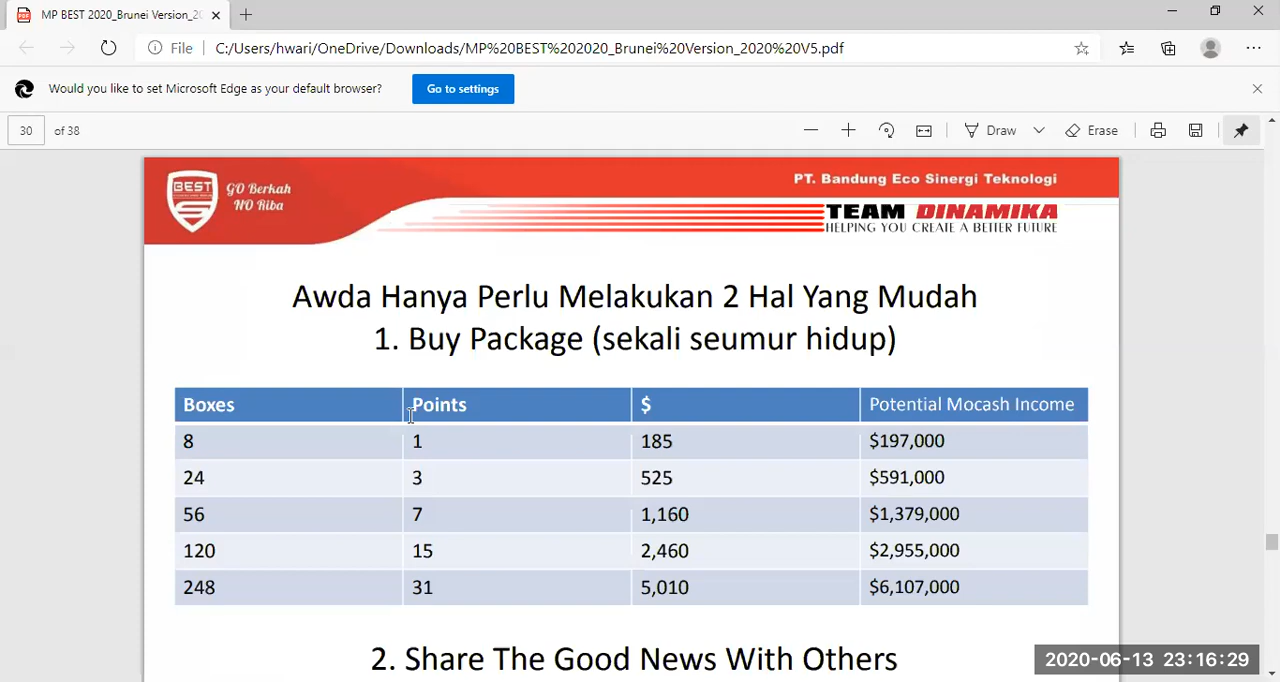 MP BEST 2020_Brunei Version_20
File C:/Users/hwari/OneDrive/Downloads/MP%20BEST%202020_Brunei%20Version_2020%20V5.pdf
Would you like to set Microsoft Edge as your default browser? Go to settings
30 of 38 Draw Erase
BEST GO Berkah NO Riba
PT. Bandung Eco Sinergi Teknologi
TEAM DINAMIKA
HELPING YOU CREATE A BETTER FUTURE
Awda Hanya Perlu Melakukan 2 Hal Yang Mudah
1. Buy Package (sekali seumur hidup)
Boxes Points $ Potential Mocash Income
8 1 185 $197,000
24 3 525 $591,000
56 7 1,160 $1,379,000
120 15 2,460 $2,955,000
248 31 5,010 $6,107,000
2. Share The Good News With Others
2020-06-13 23:16:29